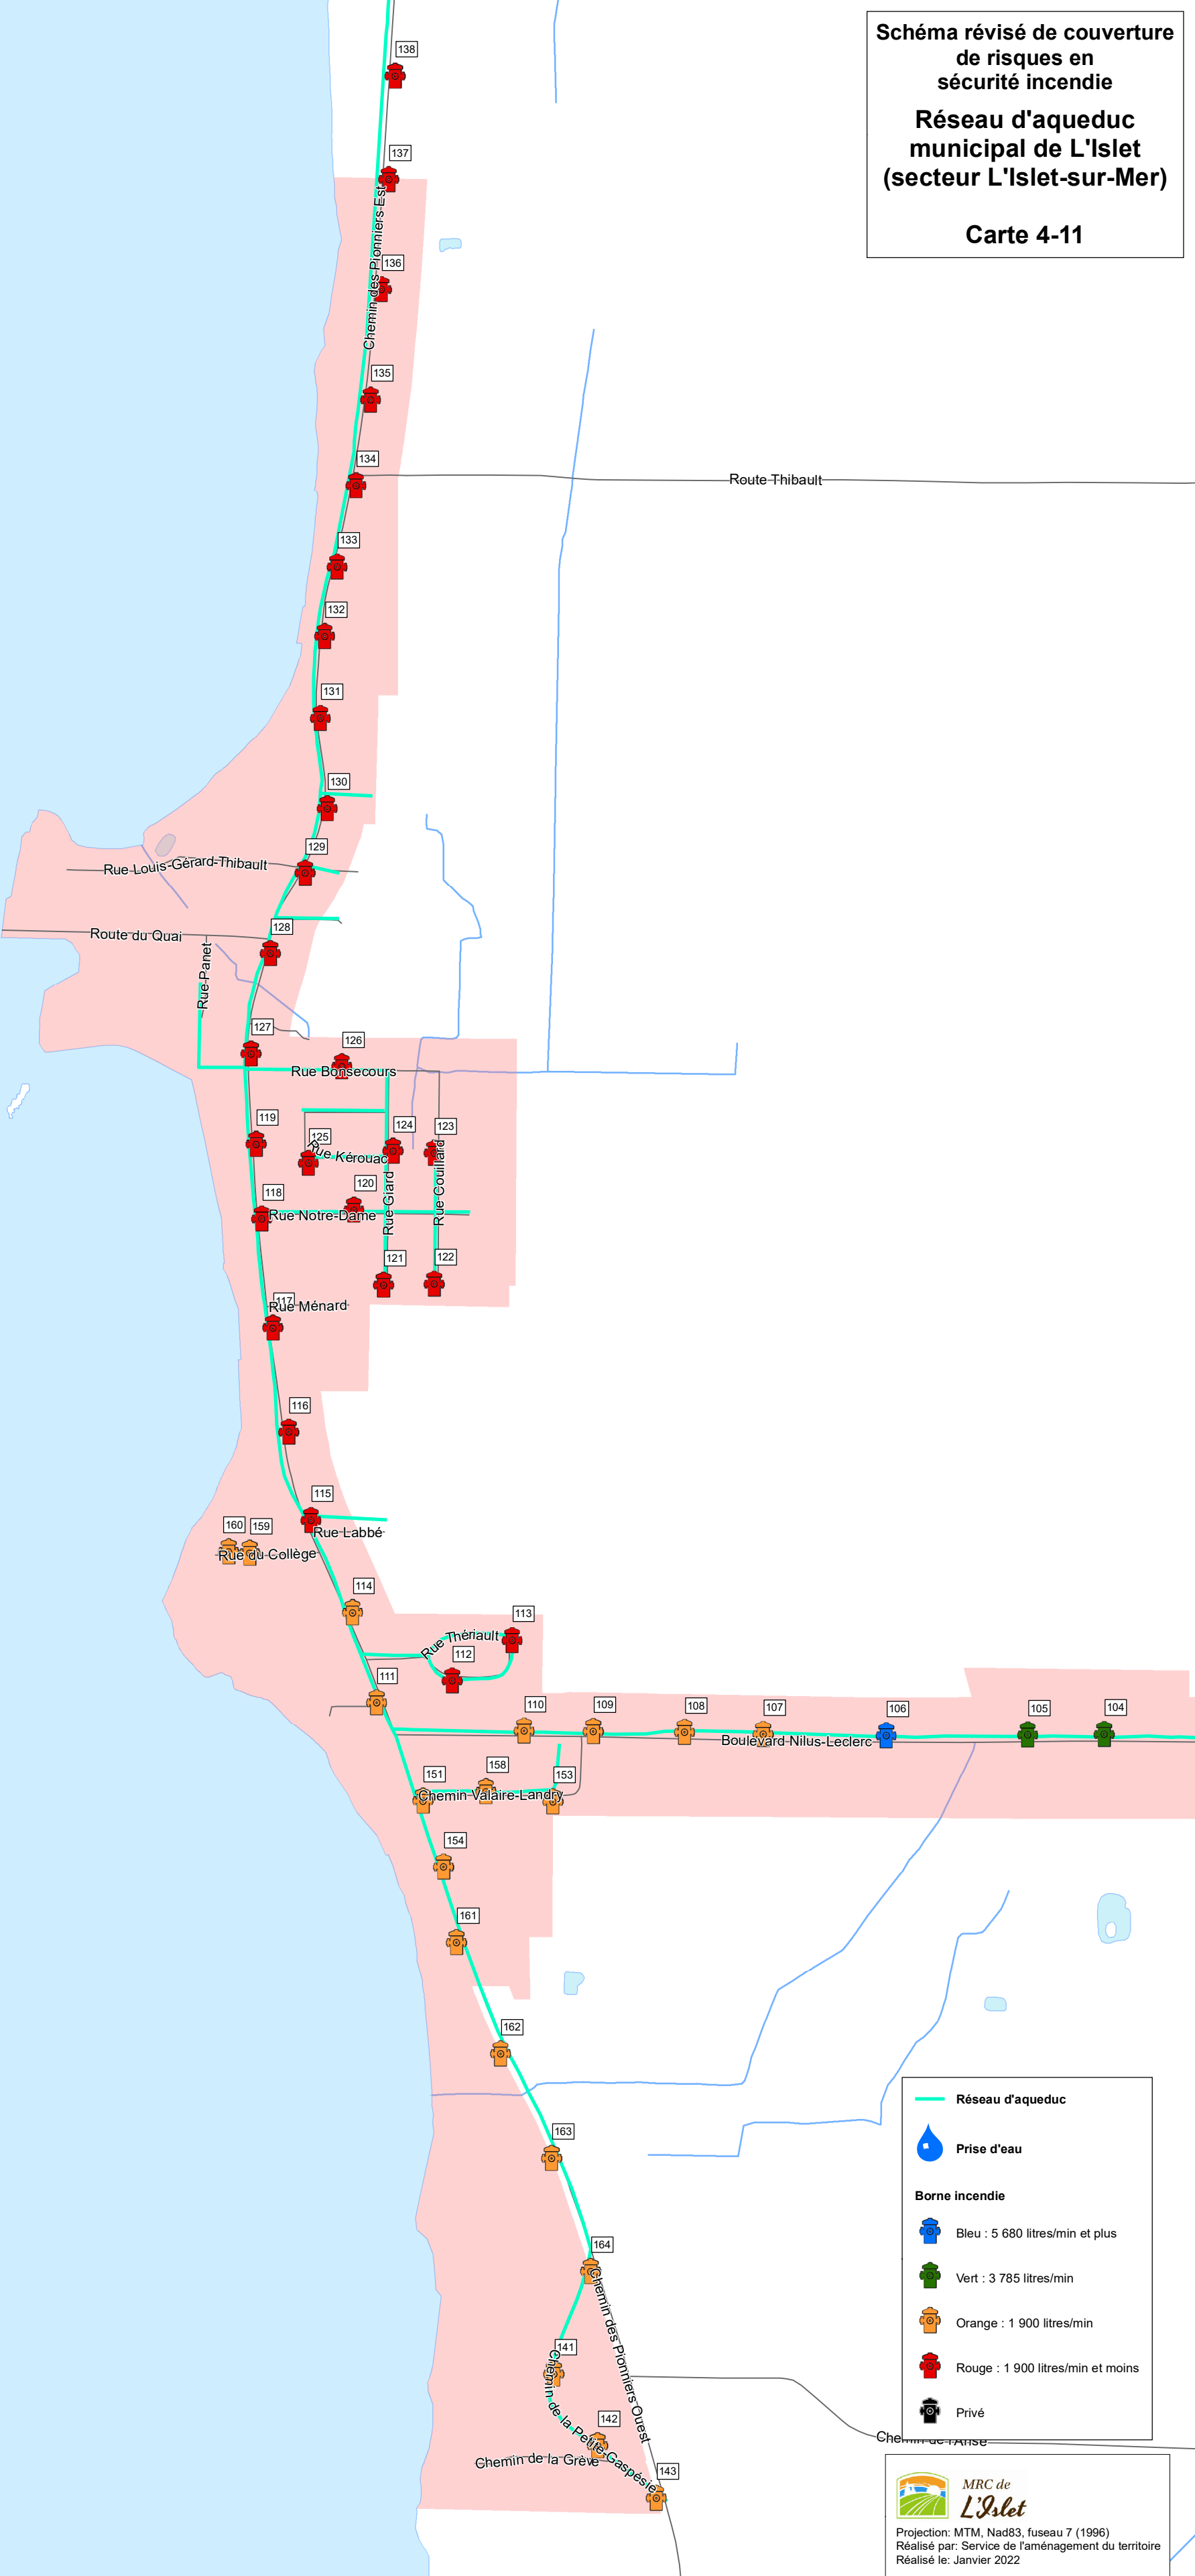 Schéma révisé de couverture
de risques en
sécurité incendie
Réseau d'aqueduc
municipal de L'Islet
(secteur L'Islet-sur-Mer)
Carte 4-11
138
137
Chemin des Pionniers Est
136
135
134
Route Thibault
133
132
131
130
129
Rue Louis-Gérard-Thibault
128
Route du Quai
Rue Panet
127
126
Rue Bonsecours
119
125
124
123
Rue Kérouac
118
120
Rue Notre-Dame
Rue Giard
Rue Couillard
121
122
117
Rue Ménard
116
115
Rue Labbé
160
159
Rue du Collège
114
113
Rue Thériault
112
111
110
109
108
107
106
105
104
Boulevard Nilus-Leclerc
151
158
153
Chemin Valaire-Landry
154
161
162
163
164
Chemin des Pionniers Ouest
141
Chemin de la Petite-Gaspésie
142
Chemin de la Grève
143
Chemin de l'Anse
Réseau d'aqueduc
Prise d'eau
Borne incendie
Bleu : 5 680 litres/min et plus
Vert : 3 785 litres/min
Orange : 1 900 litres/min
Rouge : 1 900 litres/min et moins
Privé
MRC de
L'Islet
Projection: MTM, Nad83, fuseau 7 (1996)
Réalisé par: Service de l'aménagement du territoire
Réalisé le: Janvier 2022